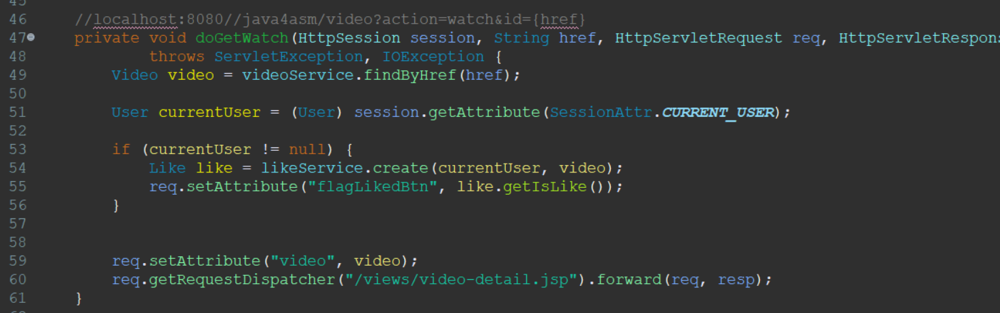 46 //localhost:8080//java4asm/video?action=watch&id={href}
47 private void doGetWatch(HttpSession session, String href, HttpServletRequest req, HttpServletRespons
48 throws ServletException, IOException {
49 Video video = videoService.findByHref(href);
50
51 User currentUser = (User) session.getAttribute(SessionAttr.CURRENT_USER);
52
53 if (currentUser != null) {
54 Like like = likeService.create(currentUser, video);
55 req.setAttribute("flagLikedBtn", like.getIsLike());
56 }
57
58
59 req.setAttribute("video", video);
60 req.getRequestDispatcher("/views/video-detail.jsp").forward(req, resp);
61 }